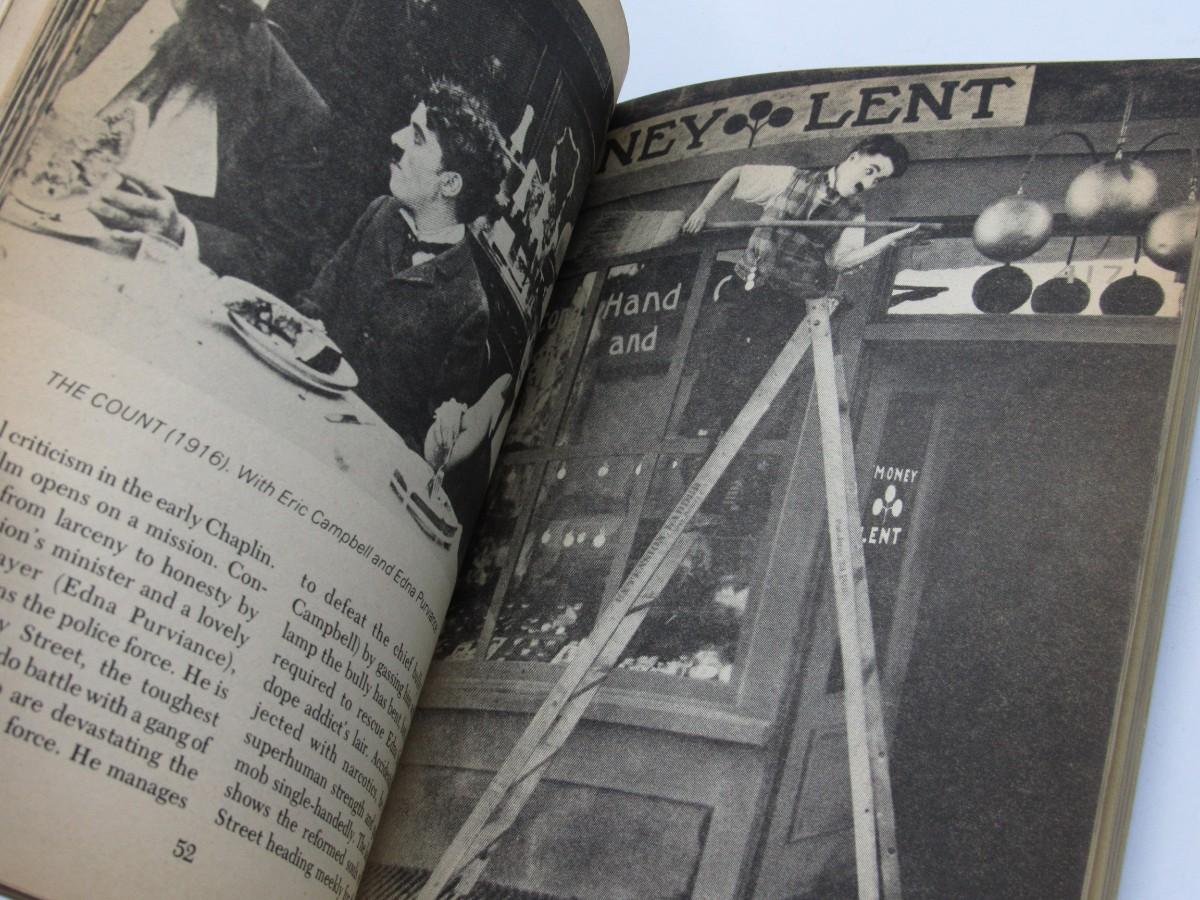 THE COUNT (1916). With Eric Campbell and Edna Purviance
l criticism in the early Chaplin.
lm opens on a mission. Con-
from larceny to honesty by
ion's minister and a lovely
ayer (Edna Purviance),
ns the police force. He is
y Street, the toughest
do battle with a gang of
are devastating the
force. He manages
to defeat the chief
Campbell) by gassing
lamp the bully has bent
required to rescue
dope addict's lair.
jected with narcotics,
superhuman strength and
mob single-handedly.
shows the reformed
Street heading meekly
52
NEY LENT
Hand
and
417
MONEY
LENT